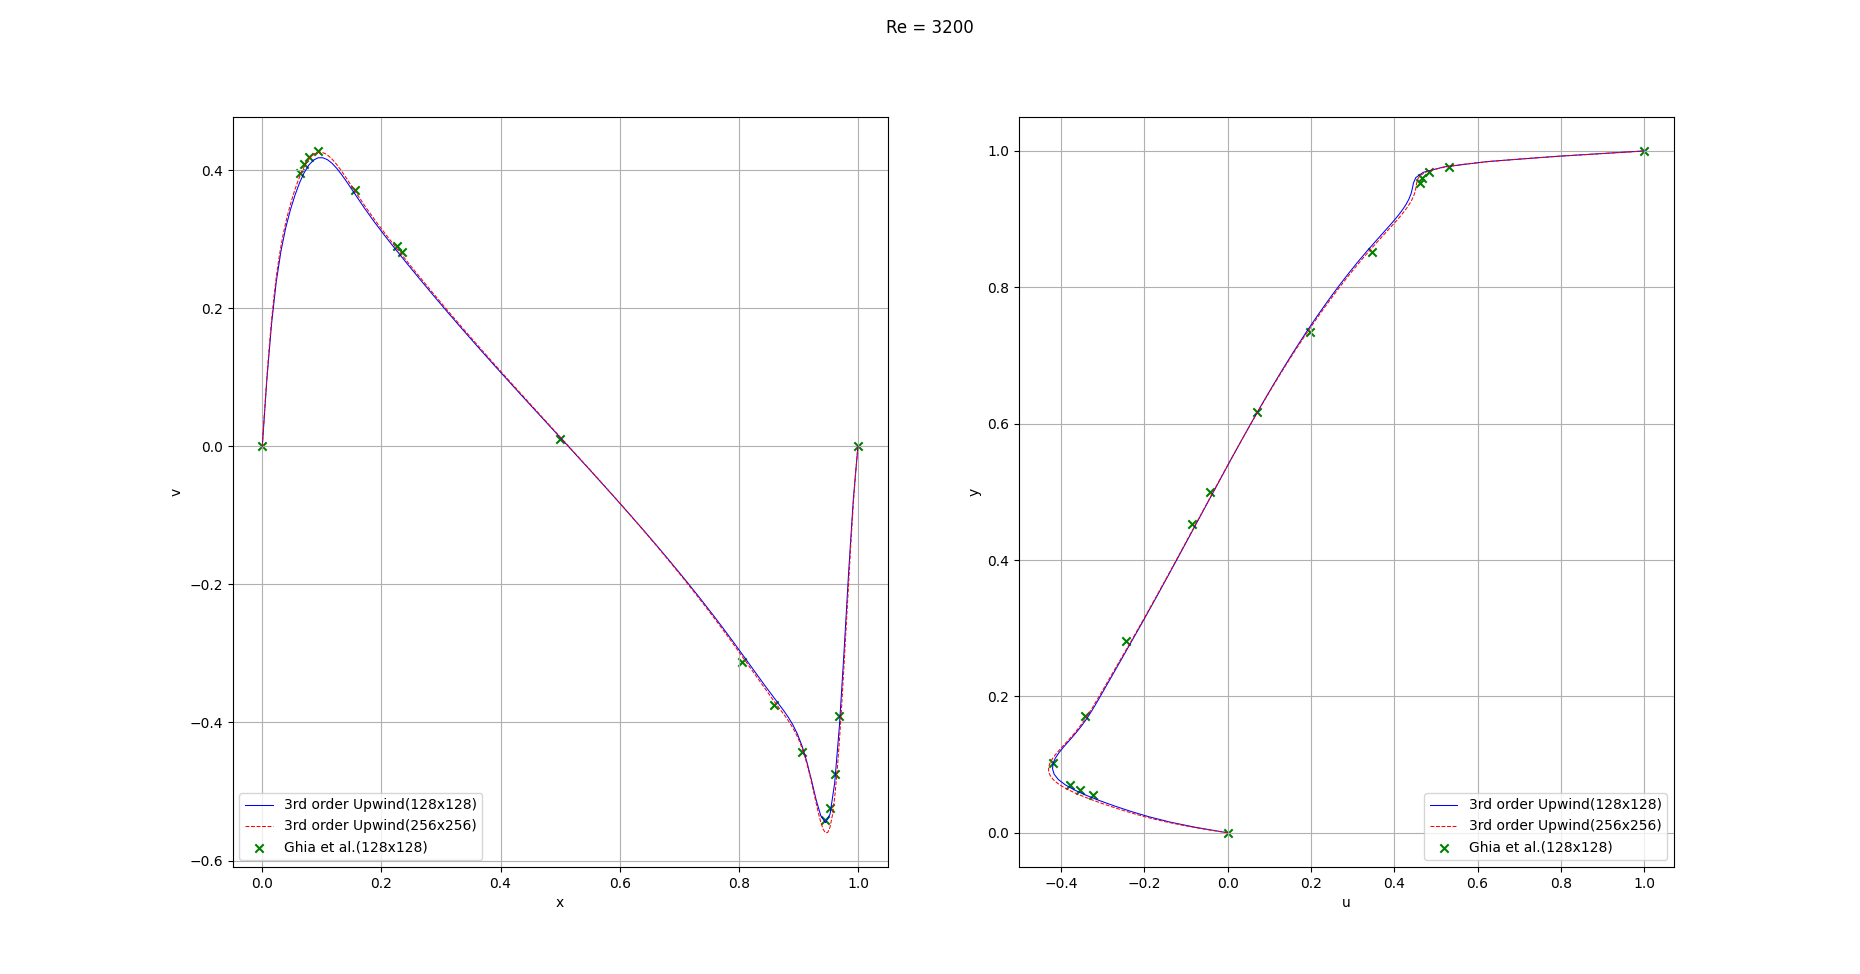 Re = 3200
0.4
0.2
0.0
−0.2
−0.4
−0.6
v
0.0 0.2 0.4 0.6 0.8 1.0
x
3rd order Upwind(128x128)
3rd order Upwind(256x256)
Ghia et al.(128x128)
1.0
0.8
0.6
0.4
0.2
0.0
y
−0.4 −0.2 0.0 0.2 0.4 0.6 0.8 1.0
u
3rd order Upwind(128x128)
3rd order Upwind(256x256)
Ghia et al.(128x128)